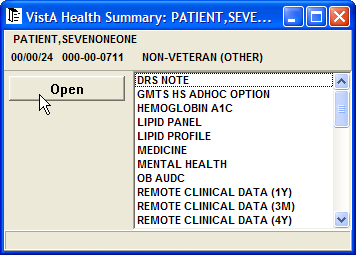 VistA Health Summary: PATIENT,SEVE...
PATIENT,SEVENONEONE
00/00/24 000-00-0711 NON-VETERAN (OTHER)
Open
DRS NOTE
GMTS HS ADHOC OPTION
HEMOGLOBIN A1C
LIPID PANEL
LIPID PROFILE
MEDICINE
MENTAL HEALTH
OB AUDC
REMOTE CLINICAL DATA (1Y)
REMOTE CLINICAL DATA (3M)
REMOTE CLINICAL DATA (4Y)